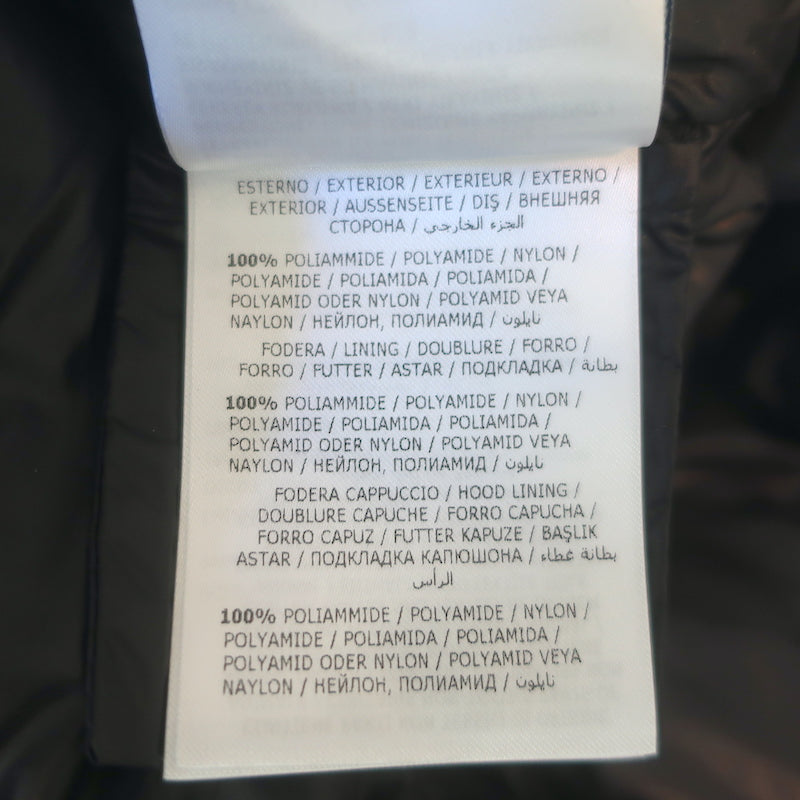 ESTERNO / EXTERIOR / EXTERIEUR / EXTERNO /
EXTERIOR / AUSSENSEITE / DIŞ / ВНЕШНЯЯ
СТОРОНА / الجزء الخارجي
100% POLIAMMIDE / POLYAMIDE / NYLON /
POLYAMIDE / POLIAMIDA / POLIAMIDA /
POLYAMID ODER NYLON / POLYAMID VEYA
NAYLON / НЕЙЛОН, ПОЛИАМИД / نايلون
FODERA / LINING / DOUBLURE / FORRO /
FORRO / FUTTER / ASTAR / ПОДКЛАДКА / بطانة
100% POLIAMMIDE / POLYAMIDE / NYLON /
POLYAMIDE / POLIAMIDA / POLIAMIDA /
POLYAMID ODER NYLON / POLYAMID VEYA
NAYLON / НЕЙЛОН, ПОЛИАМИД / نايلون
FODERA CAPPUCCIO / HOOD LINING /
DOUBLURE CAPUCHE / FORRO CAPUCHA /
FORRO CAPUZ / FUTTER KAPUZE / BAŞLIK
ASTAR / ПОДКЛАДКА КАПЮШОНА / بطانة غطاء
الرأس
100% POLIAMMIDE / POLYAMIDE / NYLON /
POLYAMIDE / POLIAMIDA / POLIAMIDA /
POLYAMID ODER NYLON / POLYAMID VEYA
NAYLON / НЕЙЛОН, ПОЛИАМИД / نايلون